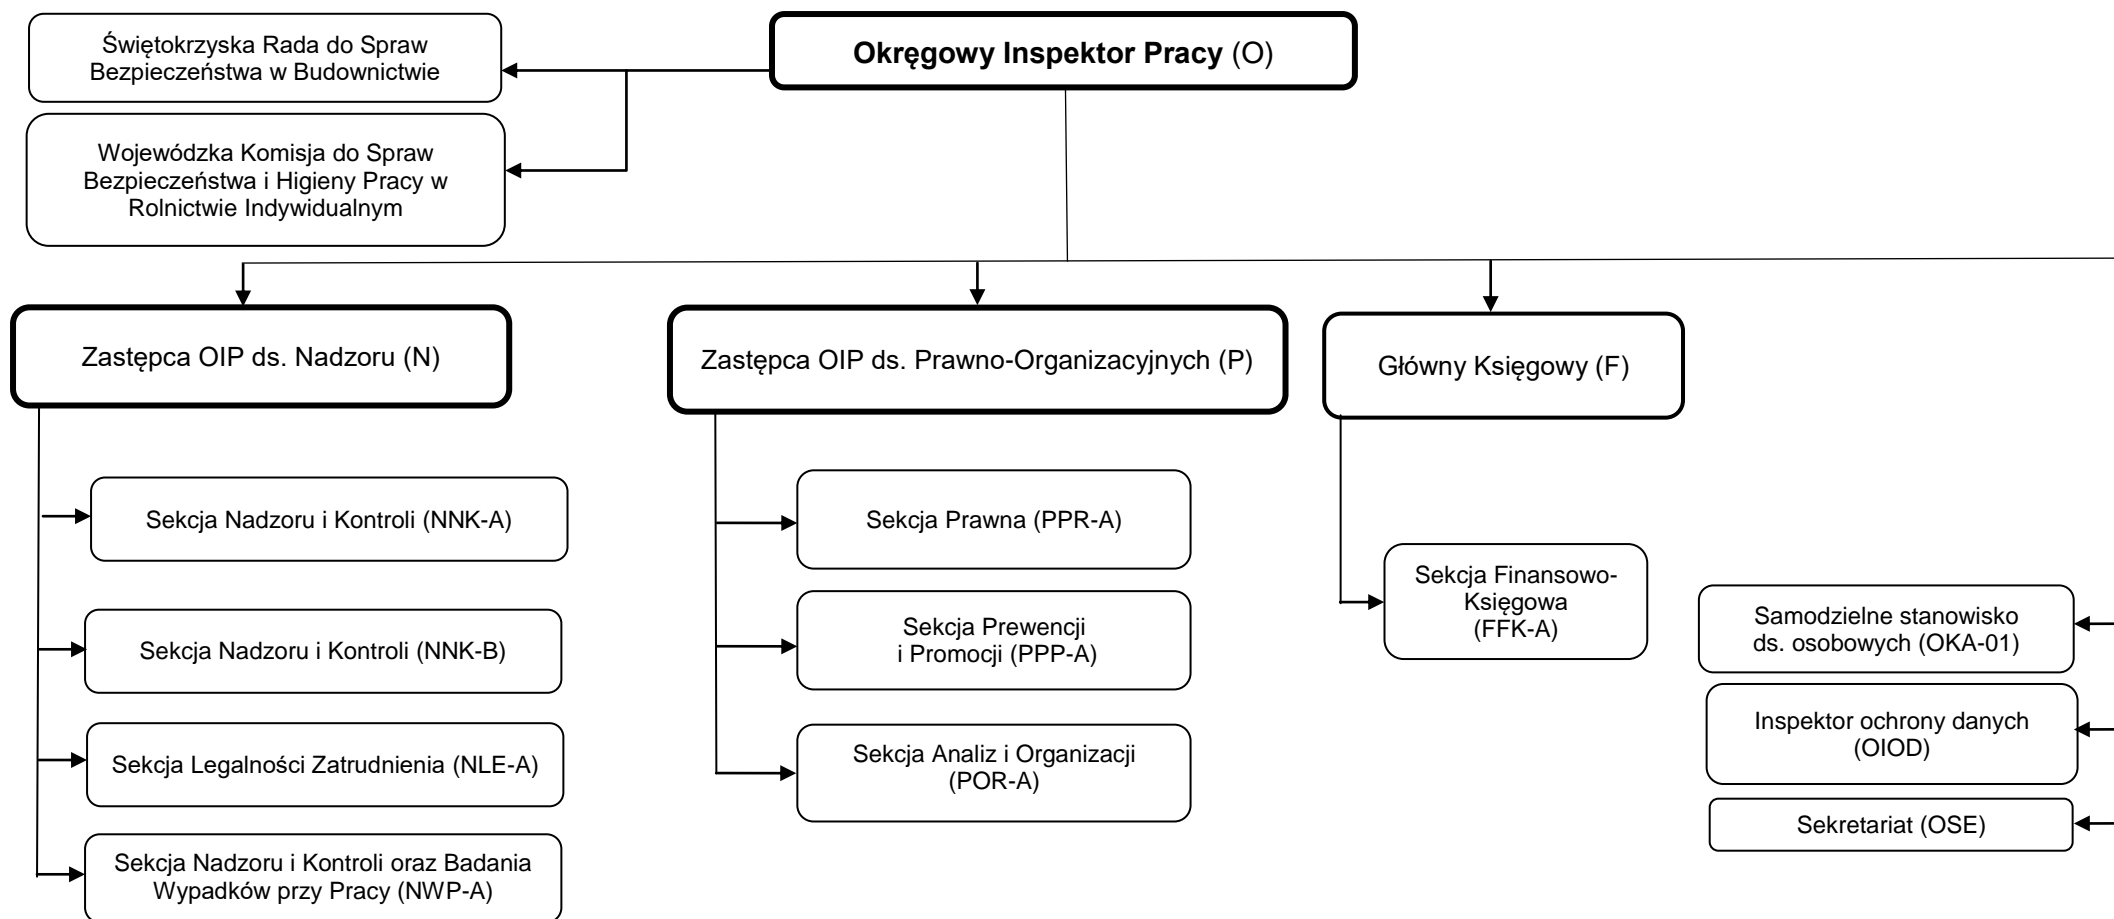 Świętokrzyska Rada do Spraw
Bezpieczeństwa w Budownictwie
Okręgowy Inspektor Pracy (O)
Wojewódzka Komisja do Spraw
Bezpieczeństwa i Higieny Pracy w
Rolnictwie Indywidualnym
Zastępca OIP ds. Nadzoru (N)
Zastępca OIP ds. Prawno-Organizacyjnych (P)
Główny Księgowy (F)
Sekcja Nadzoru i Kontroli (NNK-A)
Sekcja Nadzoru i Kontroli (NNK-B)
Sekcja Legalności Zatrudnienia (NLE-A)
Sekcja Nadzoru i Kontroli oraz Badania
Wypadków przy Pracy (NWP-A)
Sekcja Prawna (PPR-A)
Sekcja Prewencji
i Promocji (PPP-A)
Sekcja Analiz i Organizacji
(POR-A)
Sekcja Finansowo-
Księgowa
(FFK-A)
Samodzielne stanowisko
ds. osobowych (OKA-01)
Inspektor ochrony danych
(OIOD)
Sekretariat (OSE)